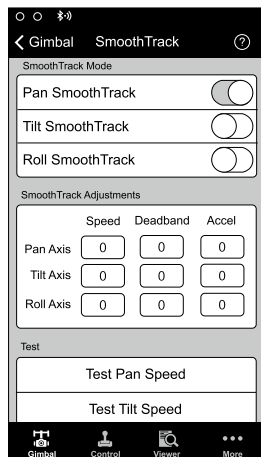 Gimbal SmoothTrack ?
SmoothTrack Mode
Pan SmoothTrack
Tilt SmoothTrack
Roll SmoothTrack
SmoothTrack Adjustments
Speed Deadband Accel
Pan Axis 0 0 0
Tilt Axis 0 0 0
Roll Axis 0 0 0
Test
Test Pan Speed
Test Tilt Speed
Gimbal Control Viewer More